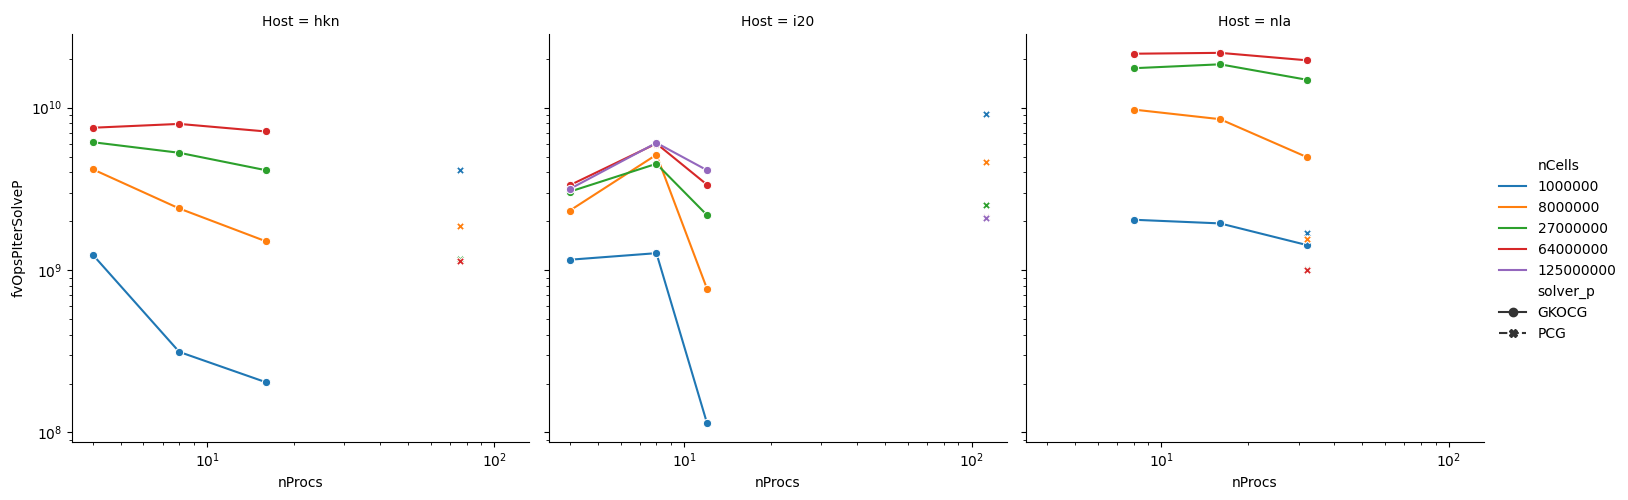 Host = hkn
Host = i20
Host = nla
fvOpsPIterSolveP
10^10
10^9
10^8
10^1
10^2
10^1
10^2
10^1
10^2
nProcs
nProcs
nProcs
nCells
1000000
8000000
27000000
64000000
125000000
solver_p
GKOCG
PCG